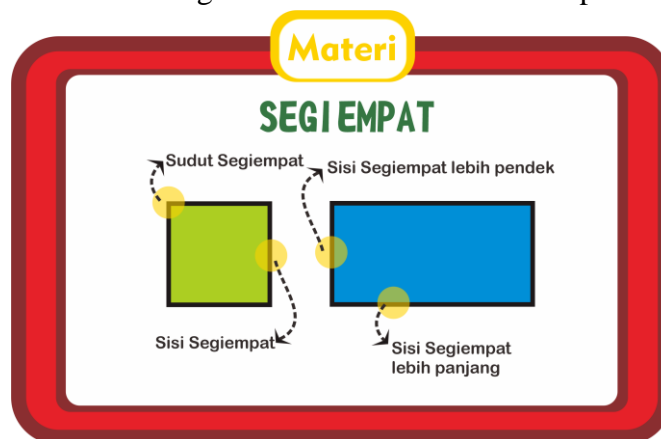 Materi
SEGI EMPAT
Sudut Segiempat
Sisi Segiempat lebih pendek
Sisi Segiempat
Sisi Segiempat
lebih panjang